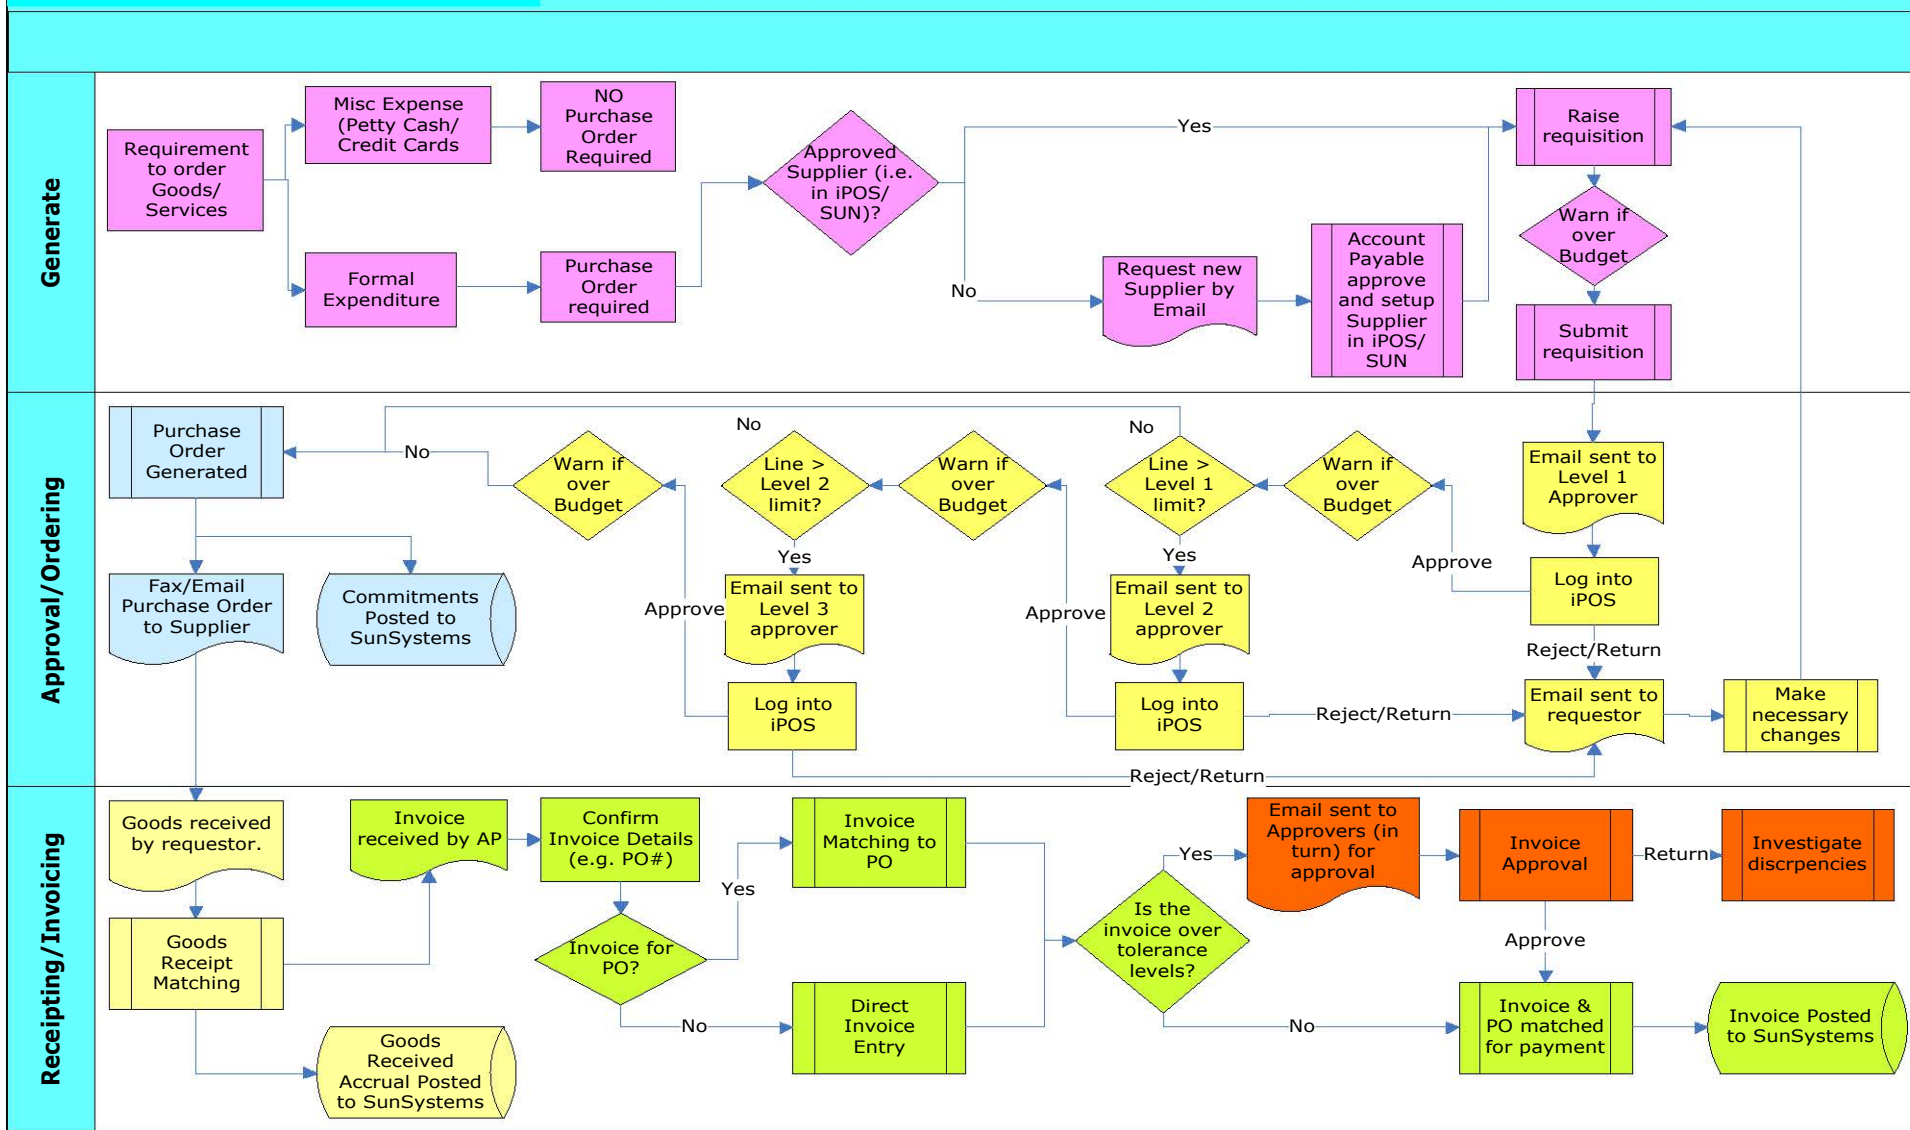 Generate
Requirement
to order
Goods/
Services
Misc Expense
(Petty Cash/
Credit Cards
NO
Purchase
Order
Required
Formal
Expenditure
Purchase
Order
required
Approved
Supplier (i.e.
in iPOS/
SUN)?
Yes
No
Request new
Supplier by
Email
Account
Payable
approve
and setup
Supplier
in iPOS/
SUN
Raise
requisition
Warn if
over
Budget
Submit
requisition
Approval/Ordering
Purchase
Order
Generated
No
Warn if
over
Budget
No
Line >
Level 2
limit?
Warn if
over
Budget
No
Line >
Level 1
limit?
Warn if
over
Budget
Email sent to
Level 1
Approver
Yes
Yes
Approve
Log into
iPOS
Fax/Email
Purchase Order
to Supplier
Commitments
Posted to
SunSystems
Approve
Email sent to
Level 3
approver
Approve
Email sent to
Level 2
approver
Reject/Return
Log into
iPOS
Log into
iPOS
Reject/Return
Email sent to
requestor
Make
necessary
changes
Reject/Return
Receipting/Invoicing
Goods received
by requestor.
Invoice
received by AP
Confirm
Invoice Details
(e.g. PO#)
Invoice
Matching to
PO
Yes
Email sent to
Approvers (in
turn) for
approval
Invoice
Approval
Return
Investigate
discrpencies
Yes
Goods
Receipt
Matching
Invoice for
PO?
Is the
invoice over
tolerance
levels?
Approve
No
Direct
Invoice
Entry
No
Invoice &
PO matched
for payment
Invoice Posted
to SunSystems
Goods
Received
Accrual Posted
to SunSystems